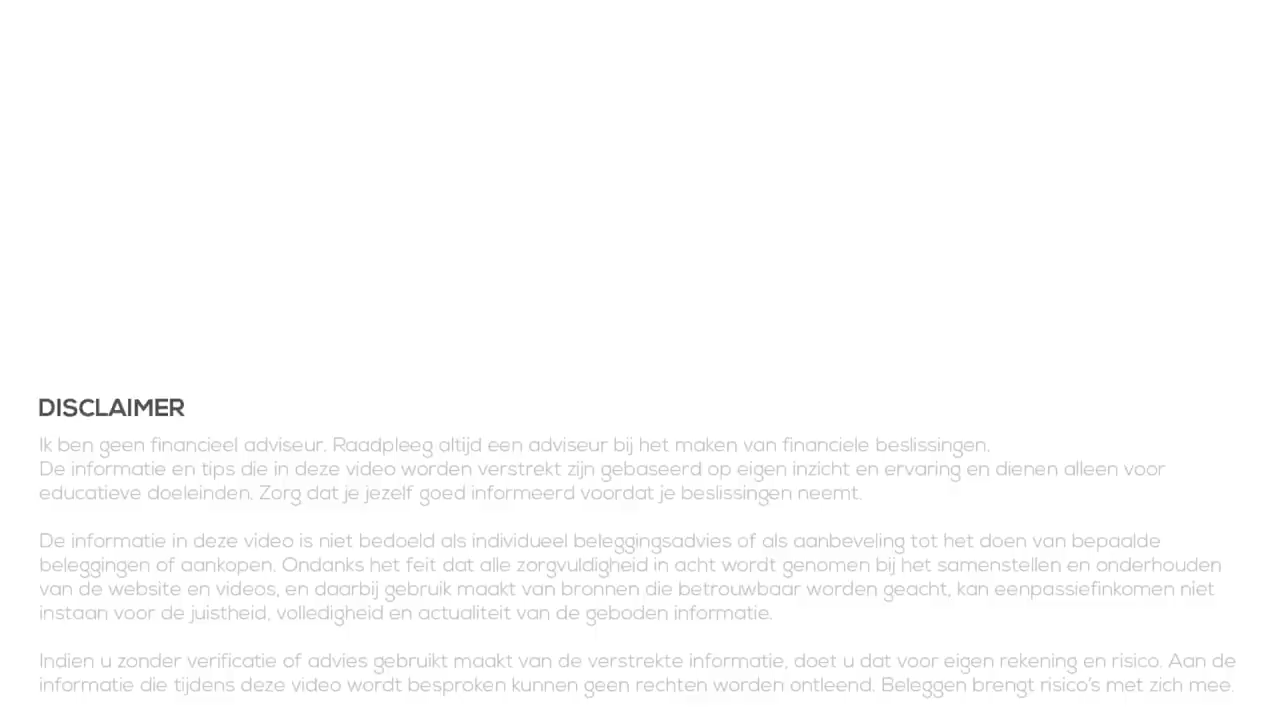 DISCLAIMER
Ik ben geen financieel adviseur. Raadpleeg altijd een adviseur bij het maken van financiele beslissingen.
De informatie en tips die in deze video worden verstrekt zijn gebaseerd op eigen inzicht en ervaring en dienen alleen voor
educatieve doeleinden. Zorg dat je jezelf goed informeerd voordat je beslissingen neemt.
De informatie in deze video is niet bedoeld als individueel beleggingsadvies of als aanbeveling tot het doen van bepaalde
beleggingen of aankopen. Ondanks het feit dat alle zorgvuldigheid in acht wordt genomen bij het samenstellen en onderhouden
van de website en videos, en daarbij gebruik maakt van bronnen die betrouwbaar worden geacht, kan eenpassiefinkomen niet
instaan voor de juistheid, volledigheid en actualiteit van de geboden informatie.
Indien u zonder verificatie of advies gebruikt maakt van de verstrekte informatie, doet u dat voor eigen rekening en risico. Aan de
informatie die tijdens deze video wordt besproken kunnen geen rechten worden ontleend. Beleggen brengt risico's met zich mee.